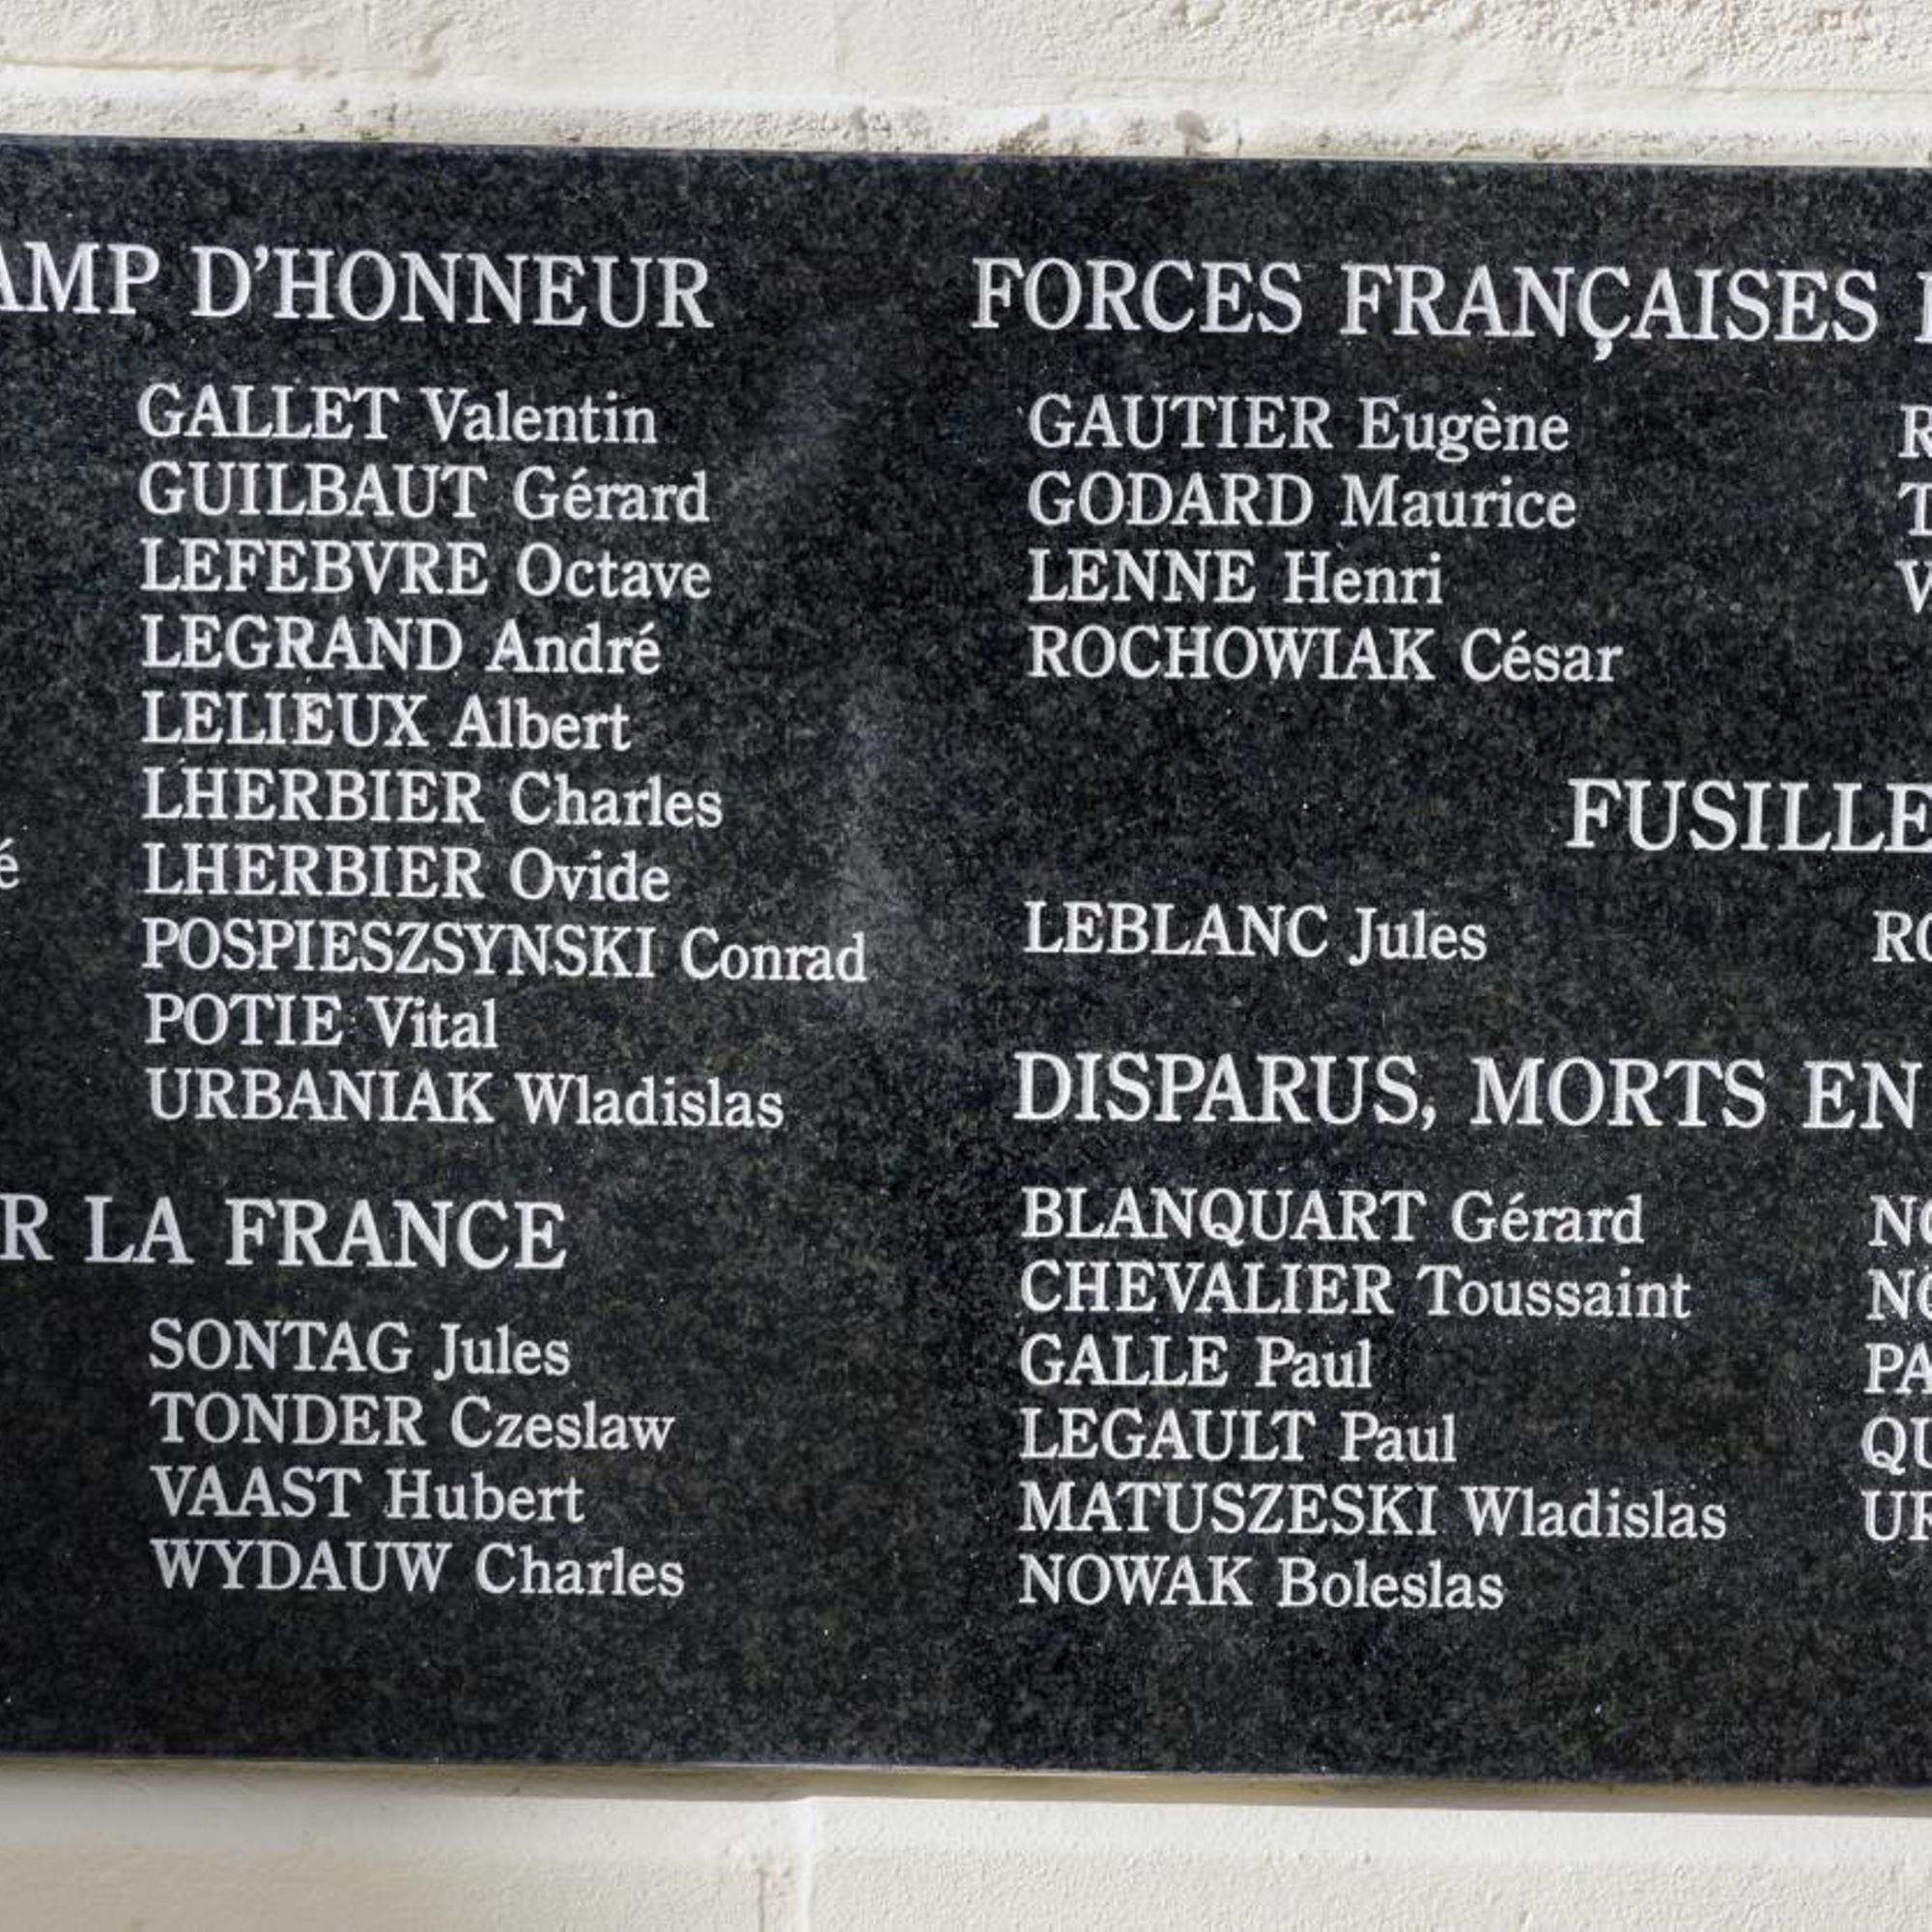 D'HONNEUR
GALLET Valentin
GUILBAUT Gérard
LEFEBVRE Octave
LEGRAND André
LELIEUX Albert
LHERBIER Charles
LHERBIER Ovide
POSPIESZSYNSKI Conrad
POTIE Vital
URBANIAK Wladislas
LA FRANCE
SONTAG Jules
TONDER Czeslaw
VAAST Hubert
WYDAUW Charles
FORCES FRANÇAISES
GAUTIER Eugène
GODARD Maurice
LENNE Henri
ROCHOWIAK César
LEBLANC Jules
DISPARUS, MORTS EN
BLANQUART Gérard
CHEVALIER Toussaint
GALLE Paul
LEGAULT Paul
MATUSZESKI Wladislas
NOWAK Boleslas